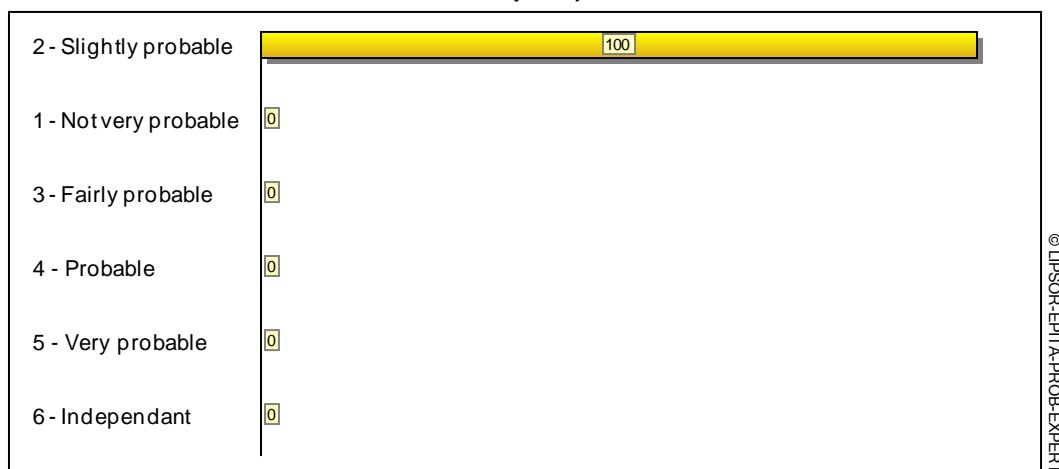 2 - Slightly probable
100
1 - Not very probable
0
3 - Fairly probable
0
4 - Probable
0
5 - Very probable
0
6 - Independant
0
© LIPSOR-EPITA-PROB-EXPERT